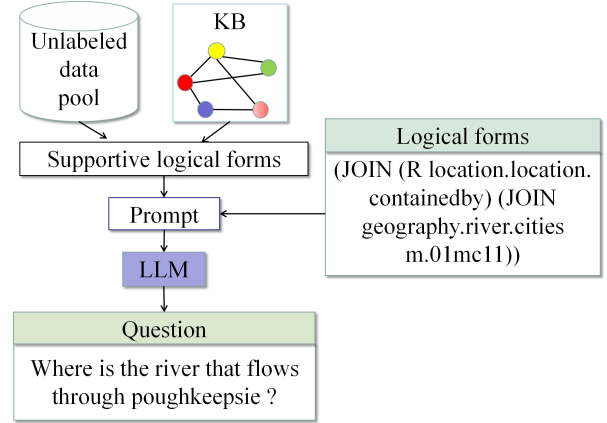 Unlabeled
data
pool
KB
Supportive logical forms
Logical forms
(JOIN (R location.location.
containedby) (JOIN
geography.river.cities
m.01mc11))
Prompt
LLM
Question
Where is the river that flows
through poughkeepsie ?